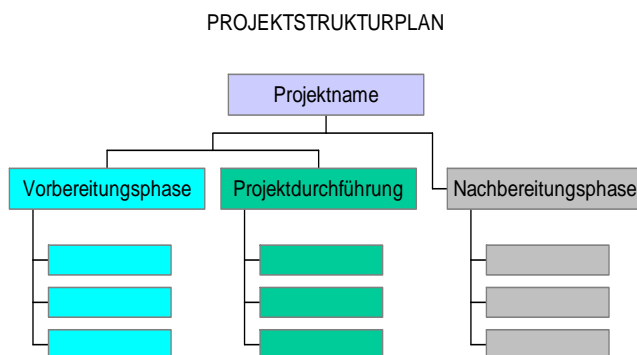 PROJEKTSTRUKTURPLAN
Projektname
Vorbereitungsphase
Projektdurchführung
Nachbereitungsphase